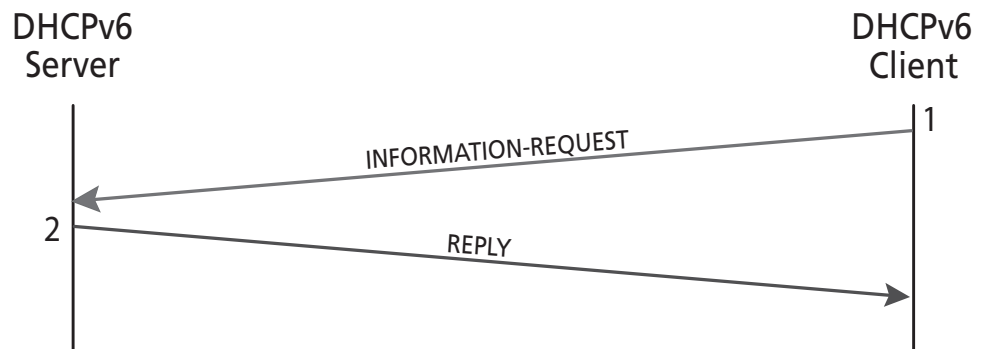 DHCPv6
Server
DHCPv6
Client
1
INFORMATION-REQUEST
2
REPLY